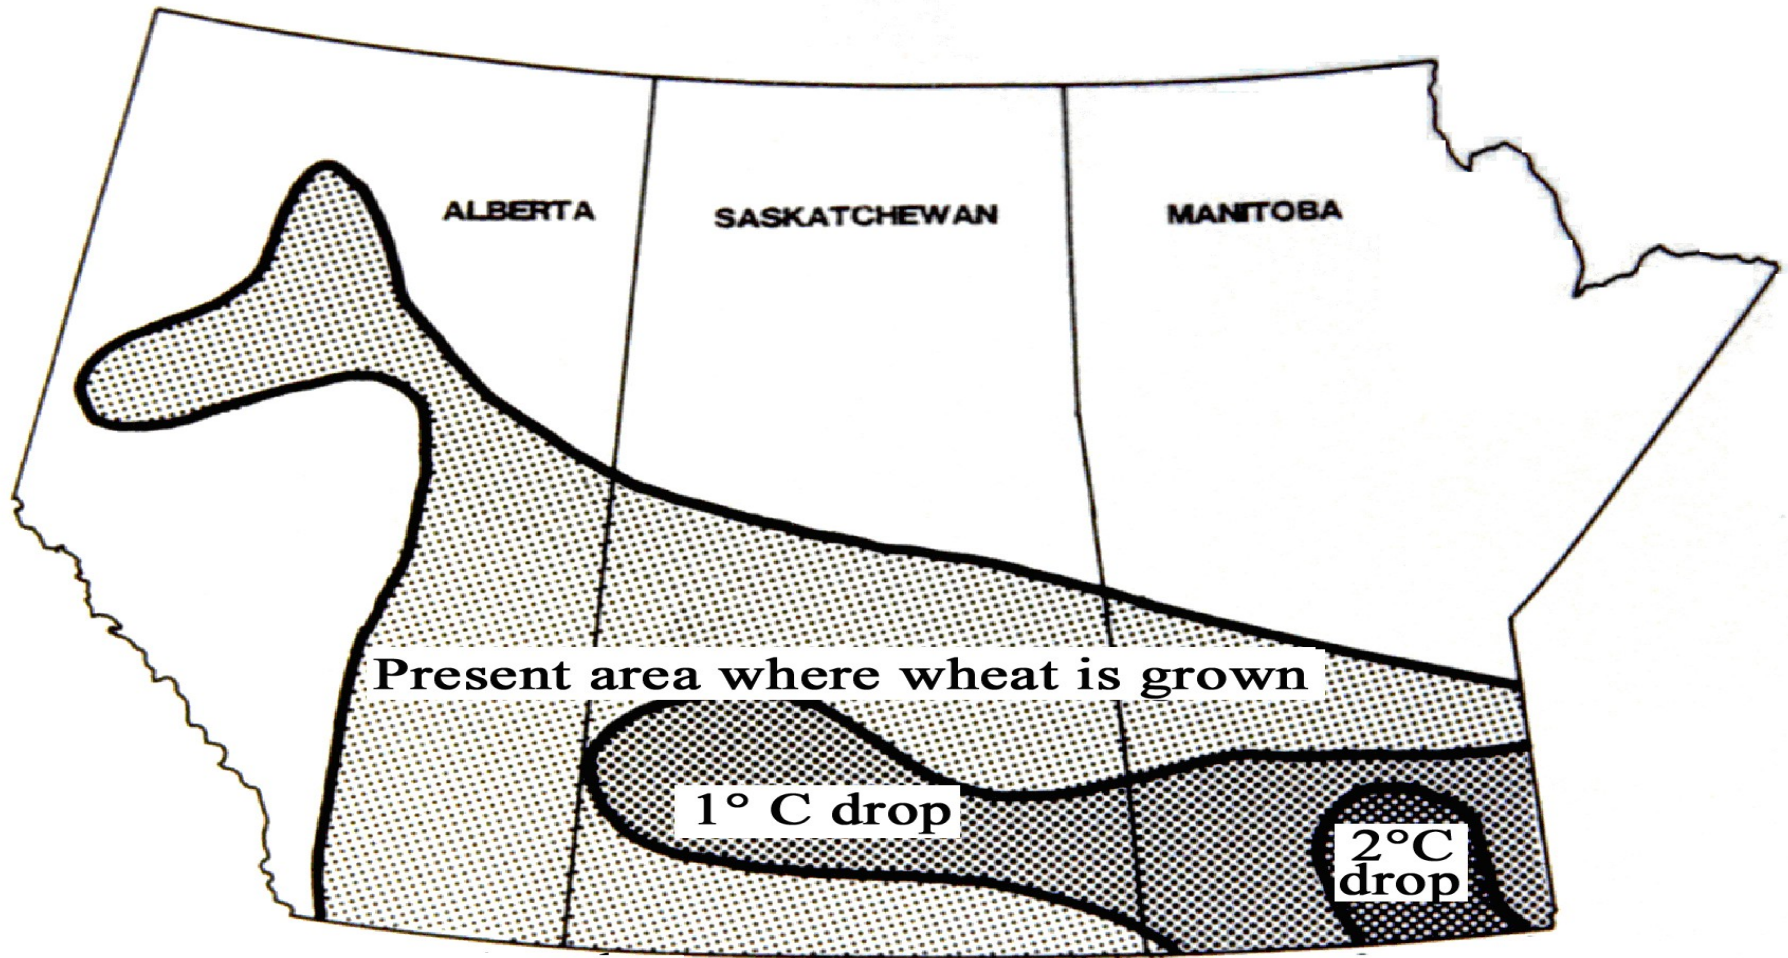 ALBERTA
SASKATCHEWAN
MANITOBA
Present area where wheat is grown
1° C drop
2°C
drop